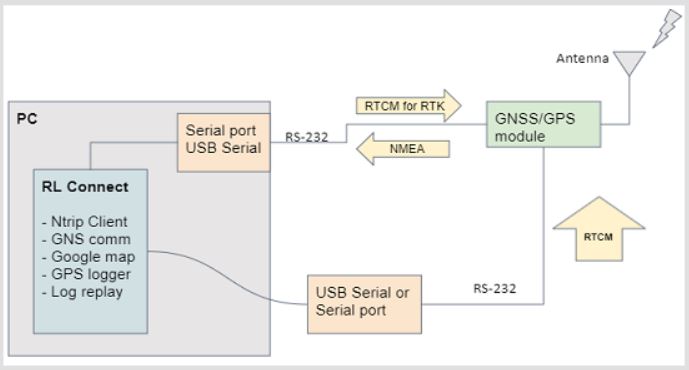 Antenna
PC
Serial port
USB Serial
RS-232
RTCM for RTK
NMEA
GNSS/GPS
module
RL Connect
- Ntrip Client
- GNS comm
- Google map
- GPS logger
- Log replay
RTCM
USB Serial or
Serial port
RS-232